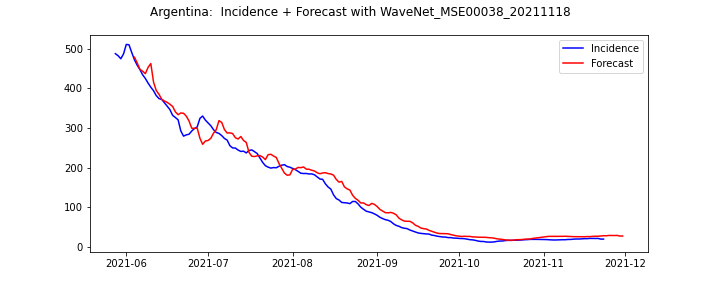 Argentina:  Incidence + Forecast with WaveNet_MSE00038_20211118
Incidence
Forecast
500
400
300
200
100
0
2021-06 2021-07 2021-08 2021-09 2021-10 2021-11 2021-12